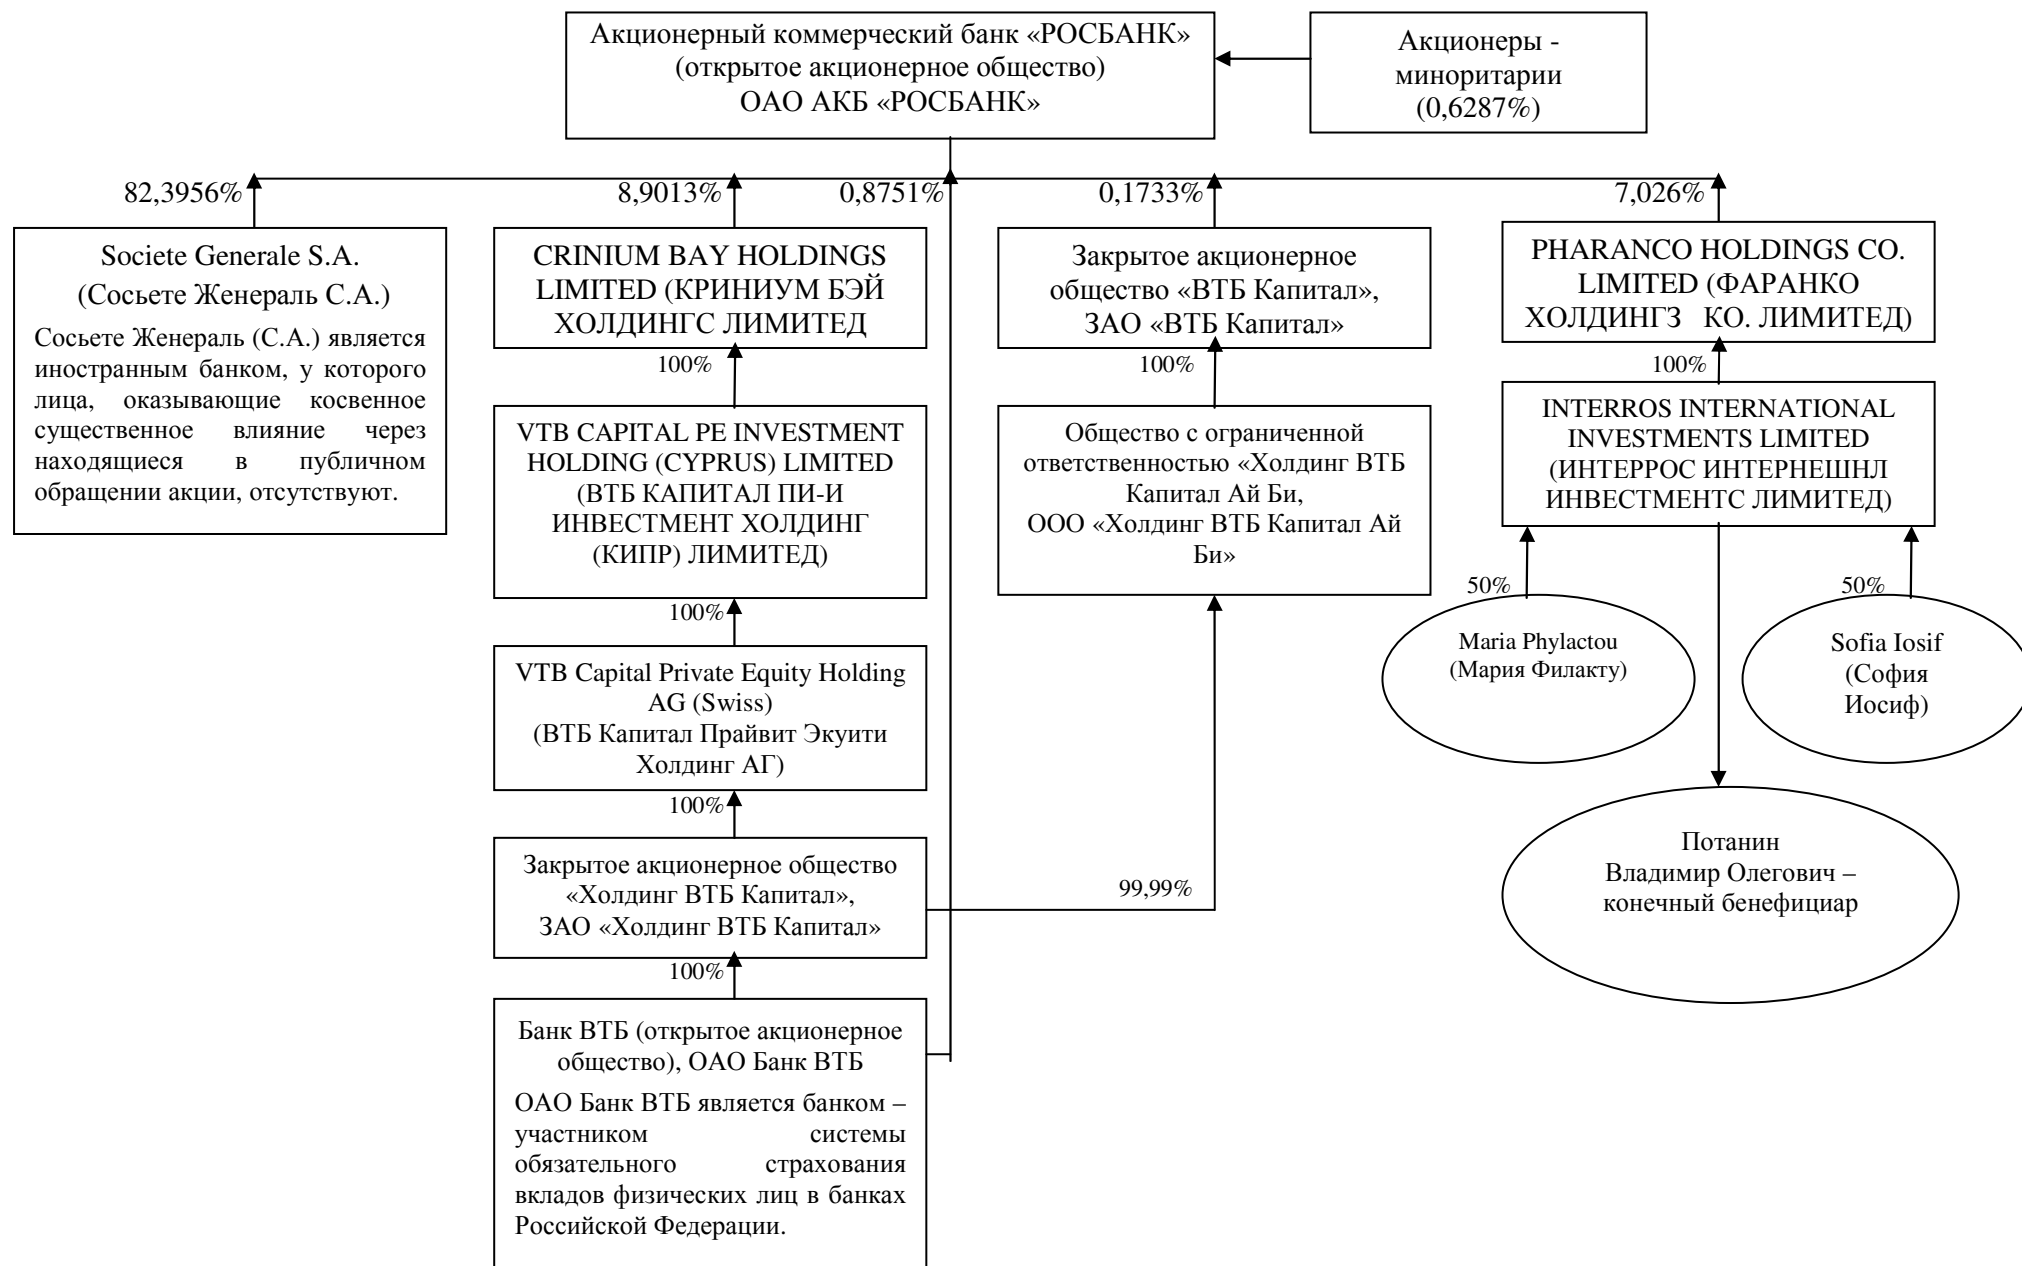 Акционерный коммерческий банк «РОСБАНК»
(открытое акционерное общество)
ОАО АКБ «РОСБАНК»
Акционеры -
миноритарии
(0,6287%)
82,3956%
8,9013%
0,8751%
0,1733%
7,026%
Societe Generale S.A.
(Сосьете Женераль С.А.)
Сосьете Женераль (С.А.) является
иностранным банком, у которого
лица, оказывающие косвенное
существенное влияние через
находящиеся в публичном
обращении акции, отсутствуют.
CRINIUM BAY HOLDINGS
LIMITED (КРИНИУМ БЭЙ
ХОЛДИНГС ЛИМИТЕД
100%
VTB CAPITAL PE INVESTMENT
HOLDING (CYPRUS) LIMITED
(ВТБ КАПИТАЛ ПИ-И
ИНВЕСТМЕНТ ХОЛДИНГ
(КИПР) ЛИМИТЕД)
100%
VTB Capital Private Equity Holding
AG (Swiss)
(ВТБ Капитал Прайвит Экуити
Холдинг АГ)
100%
Закрытое акционерное общество
«Холдинг ВТБ Капитал»,
ЗАО «Холдинг ВТБ Капитал»
100%
Банк ВТБ (открытое акционерное
общество), ОАО Банк ВТБ
ОАО Банк ВТБ является банком –
участником системы
обязательного страхования
вкладов физических лиц в банках
Российской Федерации.
Закрытое акционерное
общество «ВТБ Капитал»,
ЗАО «ВТБ Капитал»
100%
Общество с ограниченной
ответственностью «Холдинг ВТБ
Капитал Ай Би,
ООО «Холдинг ВТБ Капитал Ай
Би»
99,99%
PHARANCO HOLDINGS CO.
LIMITED (ФАРАНКО
ХОЛДИНГЗ КО. ЛИМИТЕД)
100%
INTERROS INTERNATIONAL
INVESTMENTS LIMITED
(ИНТЕРРОС ИНТЕРНЕШНЛ
ИНВЕСТМЕНТС ЛИМИТЕД)
50%
Maria Phylactou
(Мария Филакту)
50%
Sofia Iosif
(София
Иосиф)
Потанин
Владимир Олегович –
конечный бенефициар